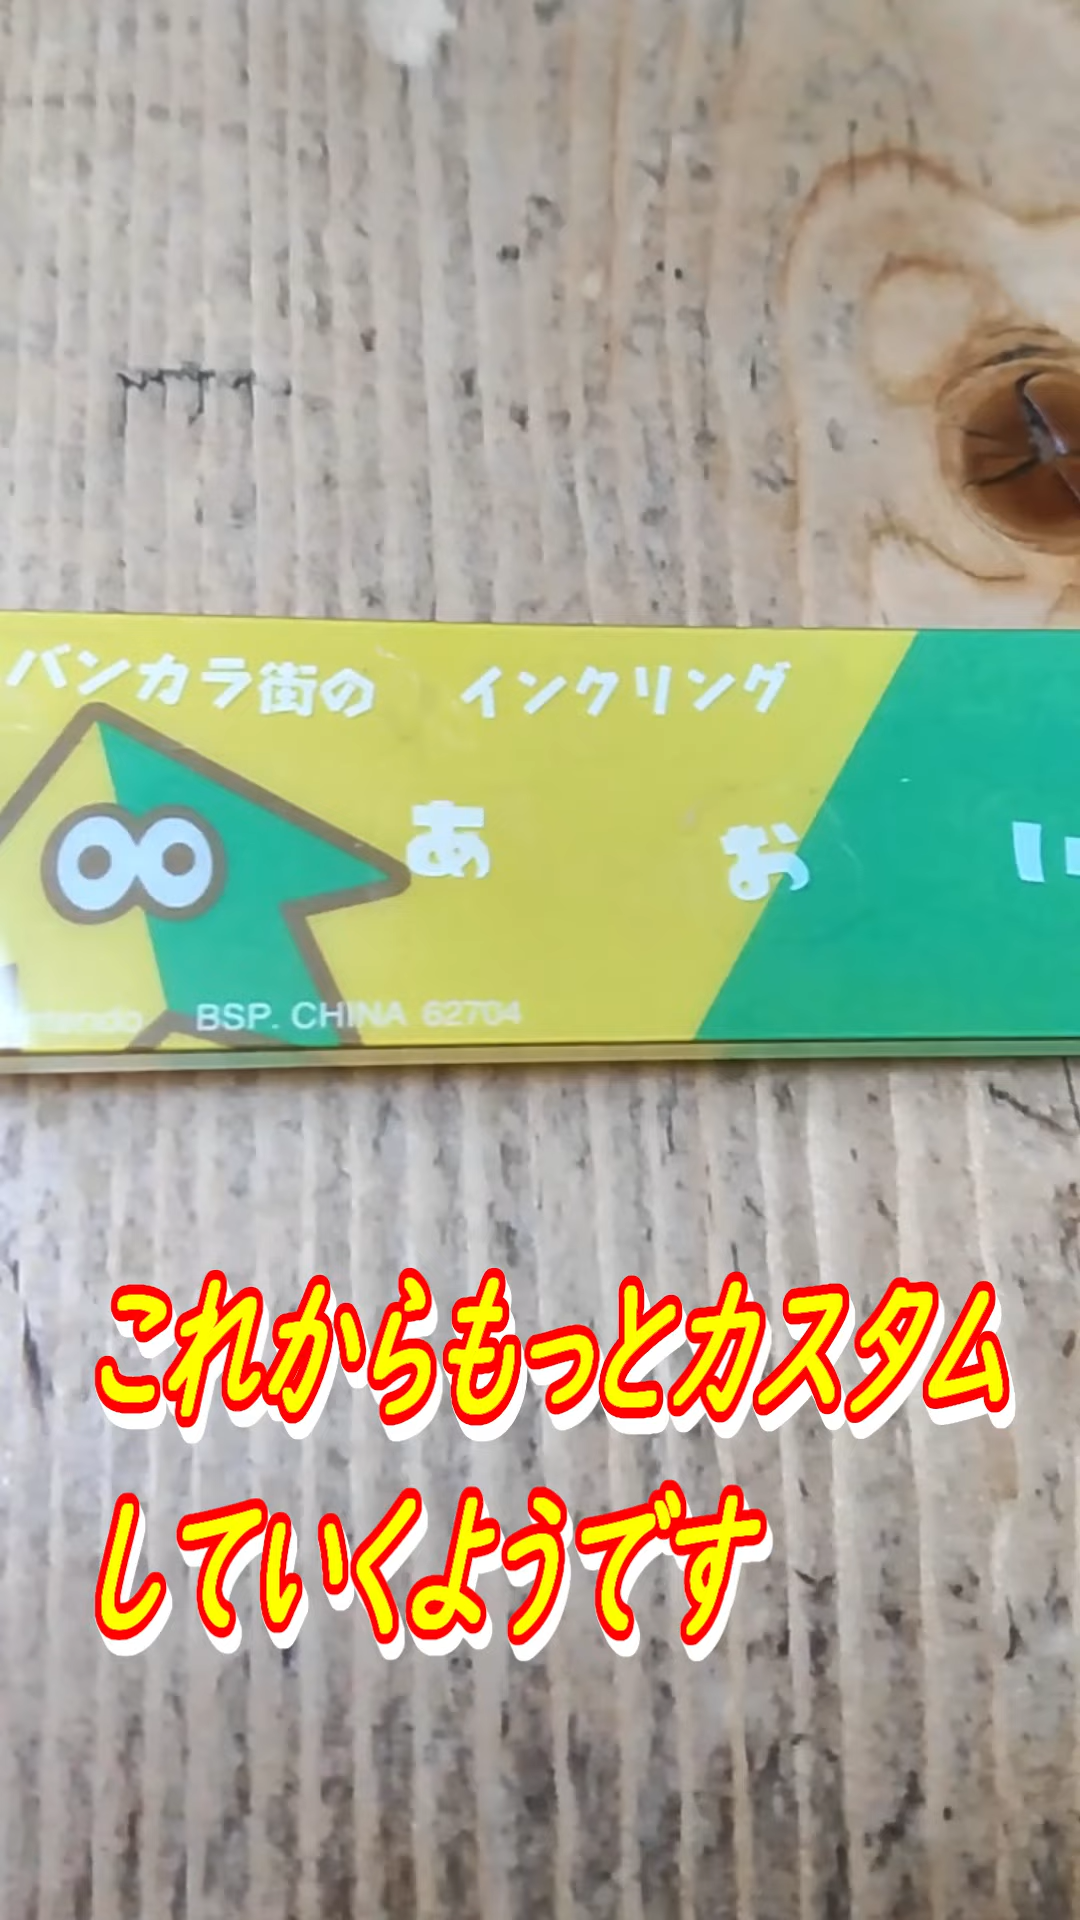 バンカラ街の インクリング
あ お い
BSP. CHINA 62704
これからもっとカスタム
していくようです